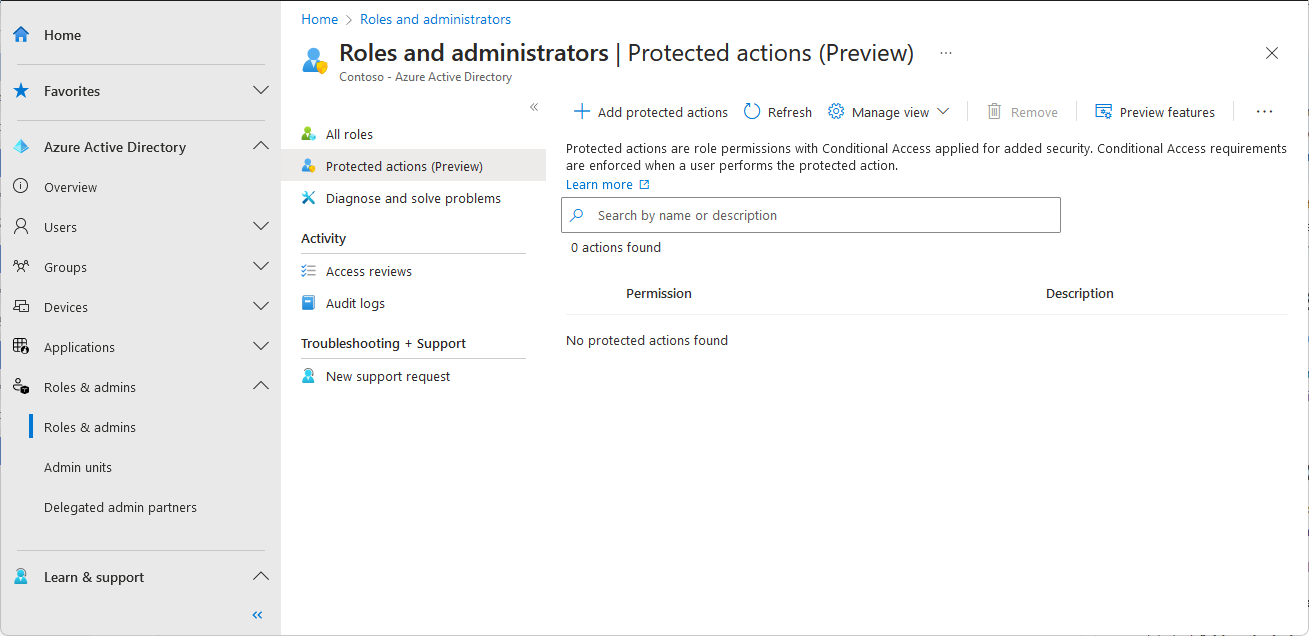 Home
Favorites
Azure Active Directory
Overview
Users
Groups
Devices
Applications
Roles & admins
Roles & admins
Admin units
Delegated admin partners
Learn & support
Home > Roles and administrators
Roles and administrators | Protected actions (Preview) ...
Contoso - Azure Active Directory
All roles
Protected actions (Preview)
Diagnose and solve problems
Activity
Access reviews
Audit logs
Troubleshooting + Support
New support request
Add protected actions Refresh Manage view Remove Preview features ...
Protected actions are role permissions with Conditional Access applied for added security. Conditional Access requirements
are enforced when a user performs the protected action.
Learn more
Search by name or description
0 actions found
Permission Description
No protected actions found